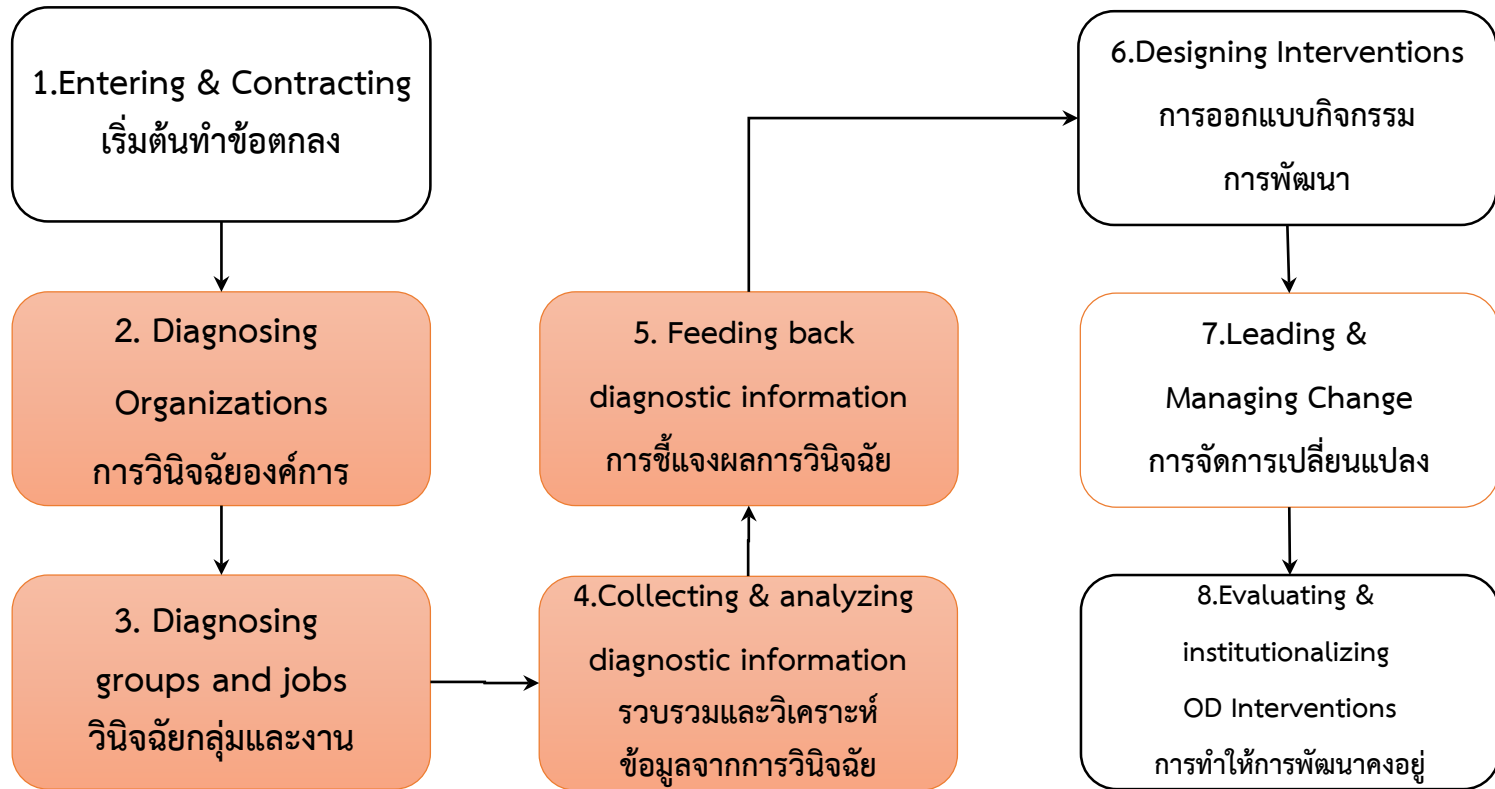 1.Entering & Contracting
เริ่มต้นทำข้อตกลง
2. Diagnosing
Organizations
การวินิจฉัยองค์การ
3. Diagnosing
groups and jobs
วินิจฉัยกลุ่มและงาน
4.Collecting & analyzing
diagnostic information
รวบรวมและวิเคราะห์
ข้อมูลจากการวินิจฉัย
5. Feeding back
diagnostic information
การชี้แจงผลการวินิจฉัย
6.Designing Interventions
การออกแบบกิจกรรม
การพัฒนา
7.Leading &
Managing Change
การจัดการเปลี่ยนแปลง
8.Evaluating &
institutionalizing
OD Interventions
การทำให้การพัฒนาคงอยู่